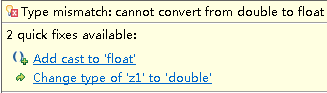 Type mismatch: cannot convert from double to float
2 quick fixes available:
Add cast to 'float'
Change type of 'z1' to 'double'